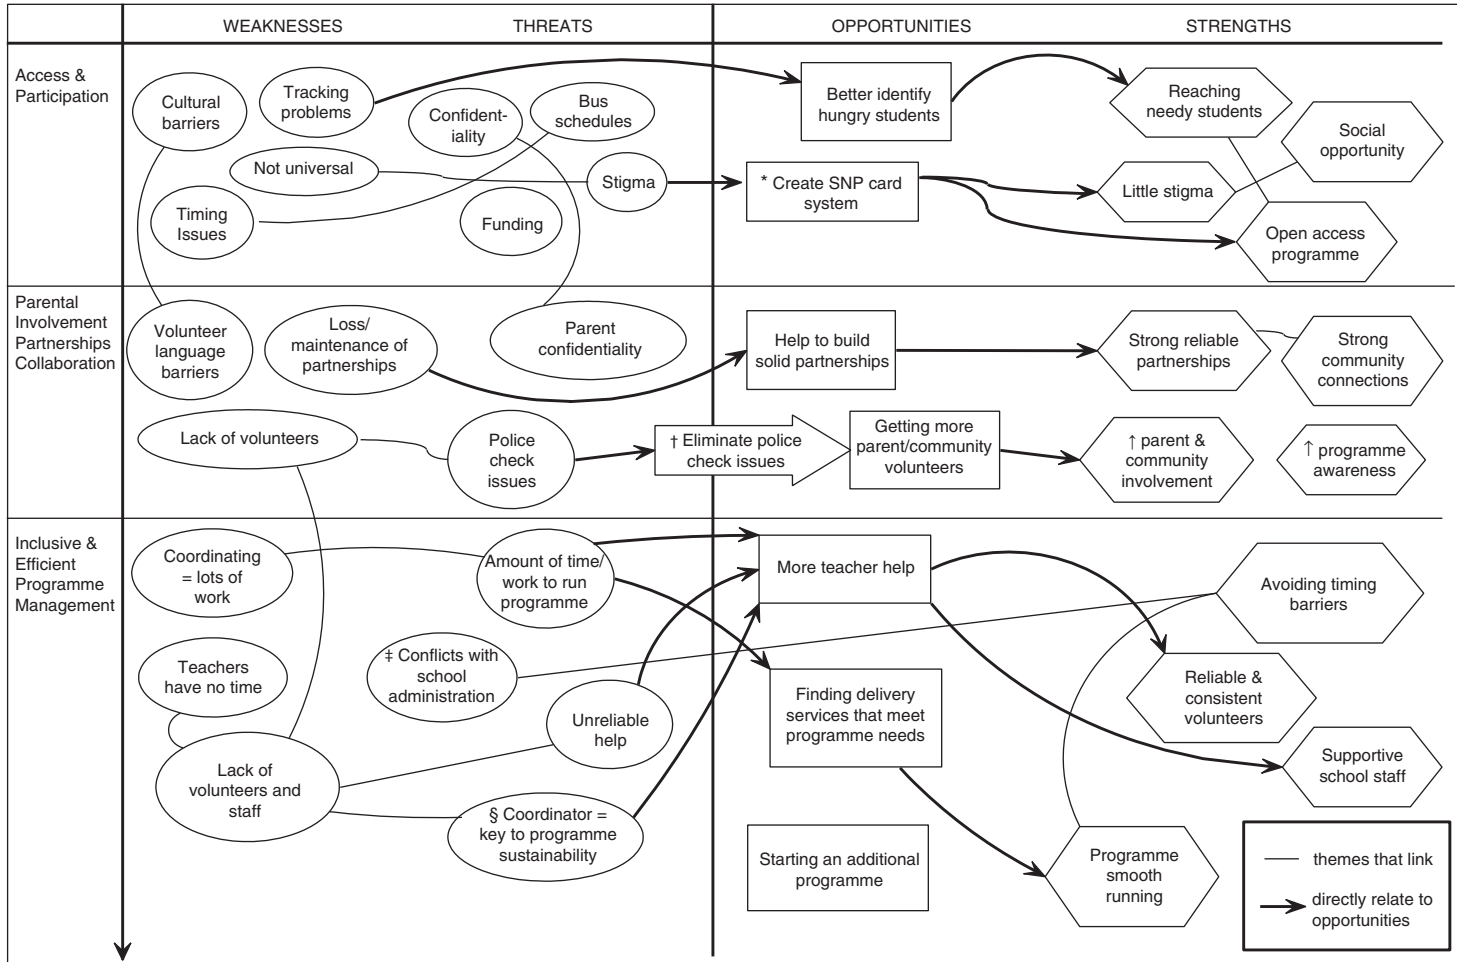 WEAKNESSES
THREATS
OPPORTUNITIES
STRENGTHS
Access &
Participation
Cultural
barriers
Tracking
problems
Confident-
iality
Bus
schedules
Not universal
Stigma
Timing
Issues
Funding
Better identify
hungry students
* Create SNP card
system
Reaching
needy students
Social
opportunity
Little stigma
Open access
programme
Parental
Involvement
Partnerships
Collaboration
Volunteer
language
barriers
Loss/
maintenance of
partnerships
Parent
confidentiality
Help to build
solid partnerships
Strong reliable
partnerships
Strong
community
connections
Lack of volunteers
Police
check
issues
† Eliminate police
check issues
Getting more
parent/community
volunteers
↑ parent &
community
involvement
↑ programme
awareness
Inclusive &
Efficient
Programme
Management
Coordinating
= lots of
work
Amount of time/
work to run
programme
More teacher help
Avoiding timing
barriers
Teachers
have no time
‡ Conflicts with
school
administration
Unreliable
help
Finding delivery
services that meet
programme needs
Reliable &
consistent
volunteers
Lack of
volunteers and
staff
§ Coordinator =
key to programme
sustainability
Starting an additional
programme
Programme
smooth
running
Supportive
school staff
themes that link
directly relate to
opportunities